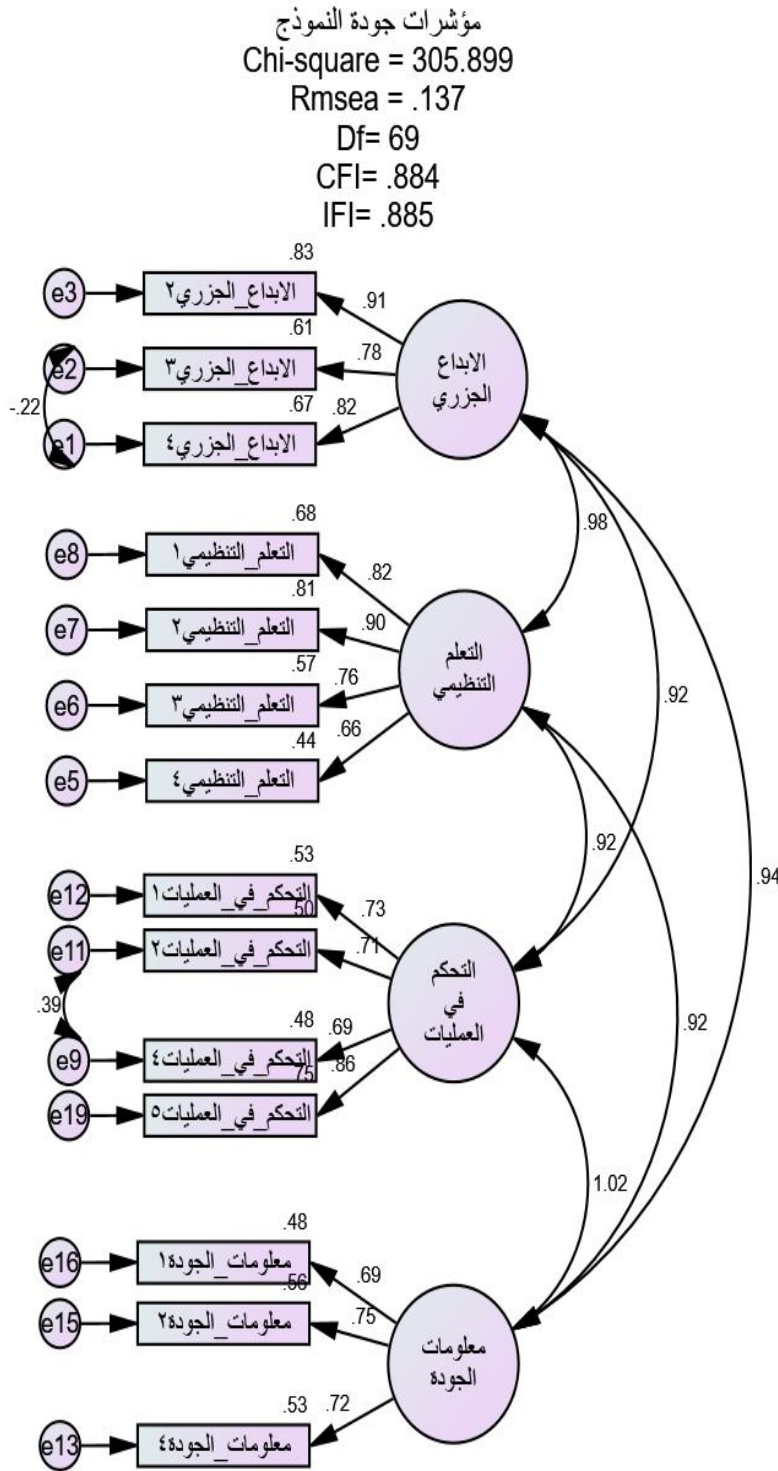 مؤشرات جودة النموذج
Chi-square = 305.899
Rmsea = .137
Df= 69
CFI= .884
IFI= .885
.83
e3
الابداع_الجزري٢
.91
.61
e2
الابداع_الجزري٣
.78
-.22
.67
e1
الابداع_الجزري٤
.82
الابداع
الجزري
.98
.68
e8
التعلم_التنظيمي١
.82
.81
e7
التعلم_التنظيمي٢
.90
.57
e6
التعلم_التنظيمي٣
.76
.44
e5
التعلم_التنظيمي٤
.66
التعلم
التنظيمي
.92
.92
.94
.53
e12
التحكم_في_العمليات١
.73
.50
e11
التحكم_في_العمليات٢
.71
.39
.48
e9
التحكم_في_العمليات٤
.69
.75
e19
التحكم_في_العمليات٥
.86
التحكم
في
العمليات
.92
1.02
.48
e16
معلومات_الجودة١
.69
.56
e15
معلومات_الجودة٢
.75
.53
e13
معلومات_الجودة٤
.72
معلومات
الجودة